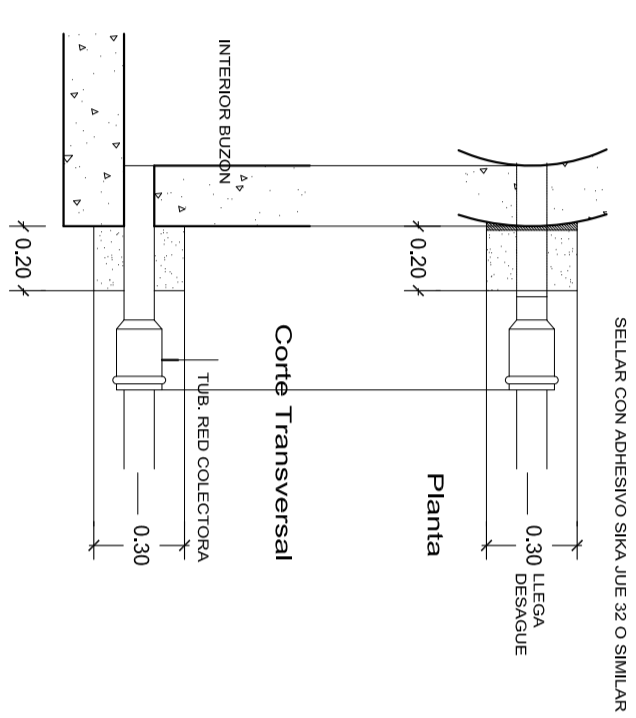 SELLAR CON ADHESIVO SIKA JUE 32 O SIMILAR
LLEGA
DESAGUE
0.30
0.20
Planta
Corte Transversal
INTERIOR BUZON
TUB. RED COLECTORA
0.20
0.30